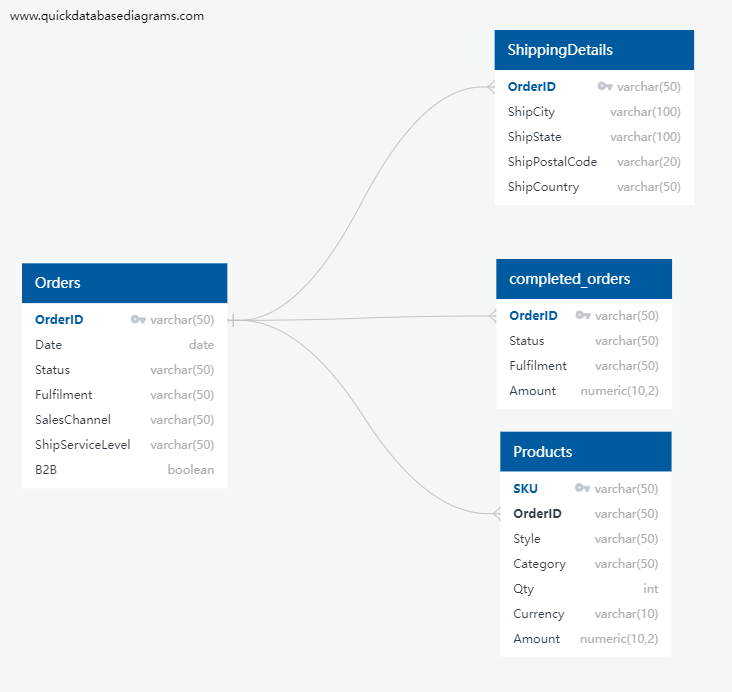 www.quickdatabasediagrams.com
ShippingDetails
OrderID varchar(50)
ShipCity varchar(100)
ShipState varchar(100)
ShipPostalCode varchar(20)
ShipCountry varchar(50)
Orders
OrderID varchar(50)
Date date
Status varchar(50)
Fulfilment varchar(50)
SalesChannel varchar(50)
ShipServiceLevel varchar(50)
B2B boolean
completed_orders
OrderID varchar(50)
Status varchar(50)
Fulfilment varchar(50)
Amount numeric(10,2)
Products
SKU varchar(50)
OrderID varchar(50)
Style varchar(50)
Category varchar(50)
Qty int
Currency varchar(10)
Amount numeric(10,2)